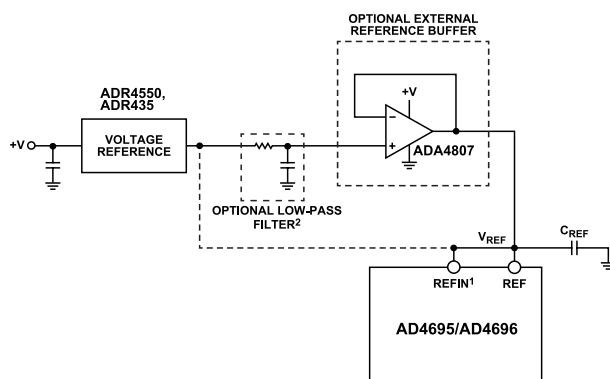 OPTIONAL EXTERNAL
REFERENCE BUFFER
ADR4550,
ADR435
+V
VOLTAGE
REFERENCE
+V
−
+
ADA4807
OPTIONAL LOW-PASS
FILTER2
VREF
CREF
REFIN1
REF
AD4695/AD4696